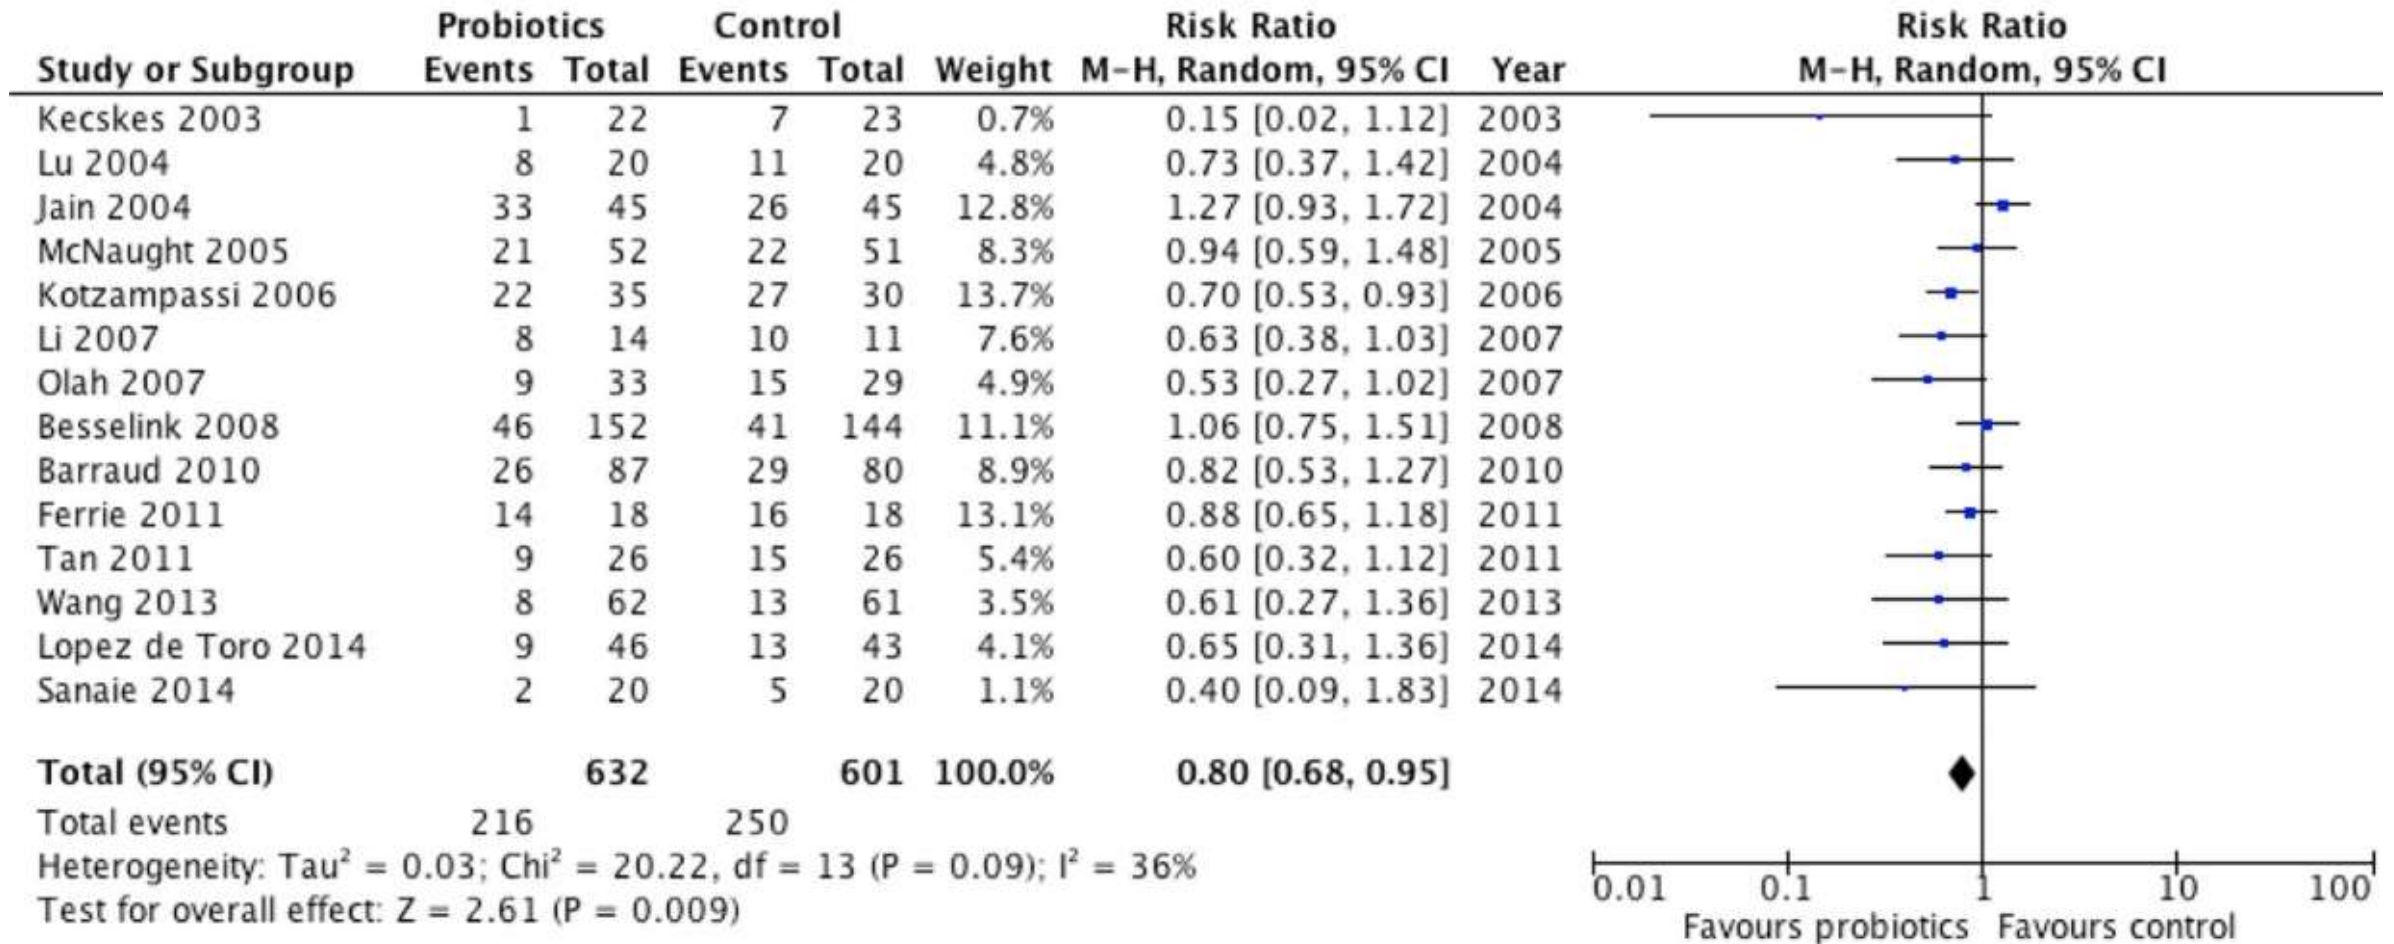 Probiotics Control Risk Ratio Risk Ratio
Study or Subgroup Events Total Events Total Weight M-H, Random, 95% CI Year M-H, Random, 95% CI
Kecskes 2003 1 22 7 23 0.7% 0.15 [0.02, 1.12] 2003
Lu 2004 8 20 11 20 4.8% 0.73 [0.37, 1.42] 2004
Jain 2004 33 45 26 45 12.8% 1.27 [0.93, 1.72] 2004
McNaught 2005 21 52 22 51 8.3% 0.94 [0.59, 1.48] 2005
Kotzampassi 2006 22 35 27 30 13.7% 0.70 [0.53, 0.93] 2006
Li 2007 8 14 10 11 7.6% 0.63 [0.38, 1.03] 2007
Olah 2007 9 33 15 29 4.9% 0.53 [0.27, 1.02] 2007
Besselink 2008 46 152 41 144 11.1% 1.06 [0.75, 1.51] 2008
Barraud 2010 26 87 29 80 8.9% 0.82 [0.53, 1.27] 2010
Ferrie 2011 14 18 16 18 13.1% 0.88 [0.65, 1.18] 2011
Tan 2011 9 26 15 26 5.4% 0.60 [0.32, 1.12] 2011
Wang 2013 8 62 13 61 3.5% 0.61 [0.27, 1.36] 2013
Lopez de Toro 2014 9 46 13 43 4.1% 0.65 [0.31, 1.36] 2014
Sanaie 2014 2 20 5 20 1.1% 0.40 [0.09, 1.83] 2014
Total (95% CI) 632 601 100.0% 0.80 [0.68, 0.95]
Total events 216 250
Heterogeneity: Tau² = 0.03; Chi² = 20.22, df = 13 (P = 0.09); I² = 36%
Test for overall effect: Z = 2.61 (P = 0.009)
0.01 0.1 1 10 100
Favours probiotics Favours control